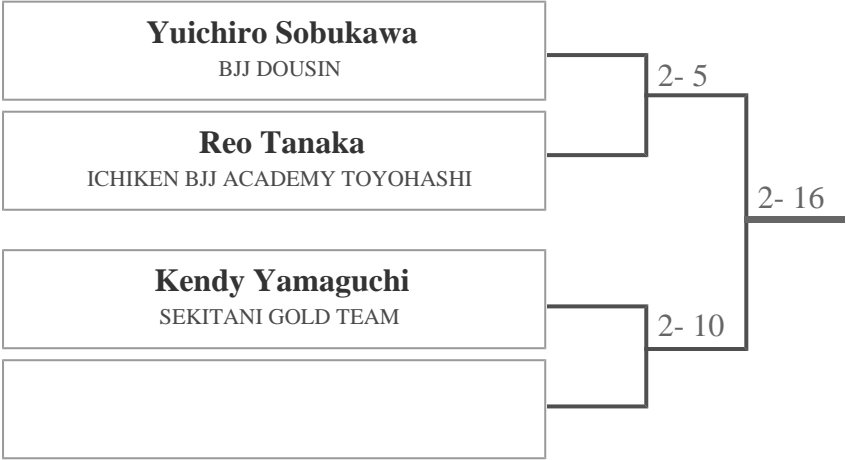 Yuichiro Sobukawa
BJJ DOUSIN
2- 5
Reo Tanaka
ICHIKEN BJJ ACADEMY TOYOHASHI
2- 16
Kendy Yamaguchi
SEKITANI GOLD TEAM
2- 10